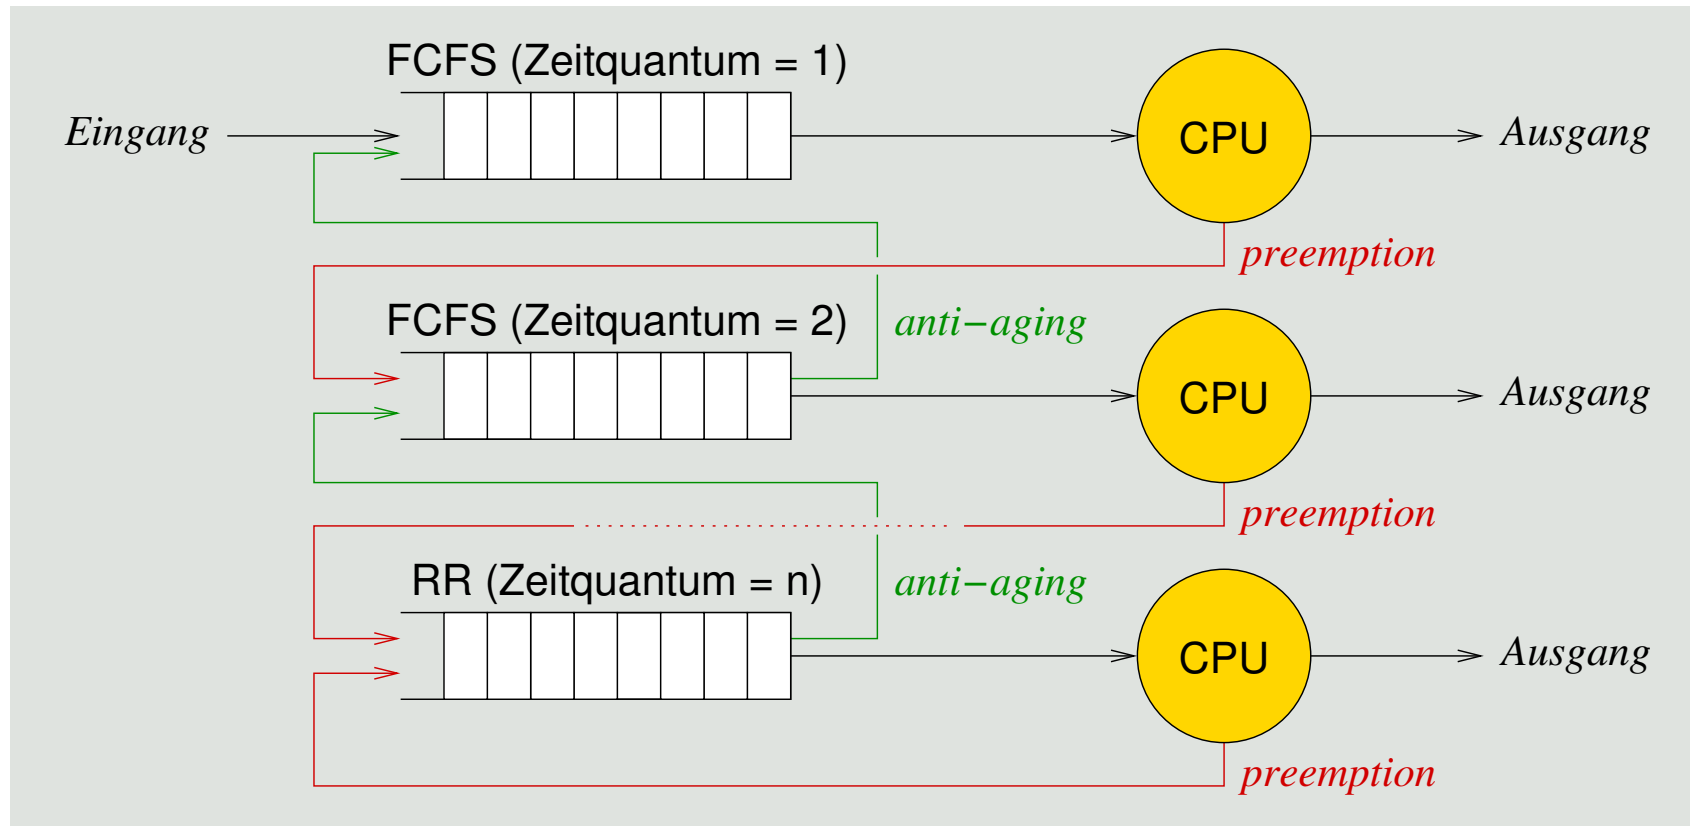 FCFS (Zeitquantum = 1)
Eingang
CPU
Ausgang
preemption
FCFS (Zeitquantum = 2)
anti−aging
CPU
Ausgang
preemption
RR (Zeitquantum = n)
anti−aging
CPU
Ausgang
preemption